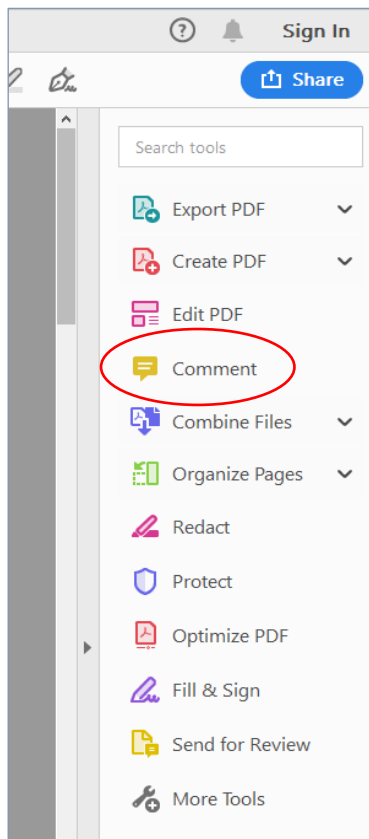 Sign In
Share
Search tools
Export PDF
Create PDF
Edit PDF
Comment
Combine Files
Organize Pages
Redact
Protect
Optimize PDF
Fill & Sign
Send for Review
More Tools